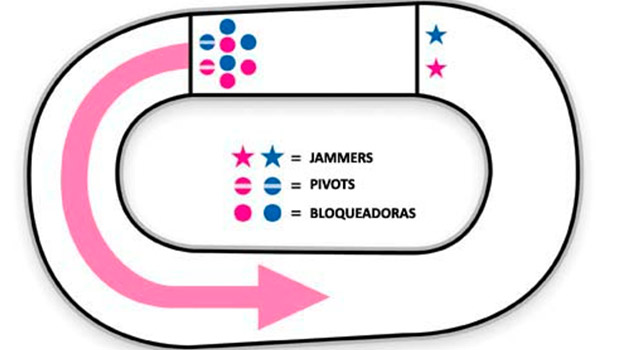 = JAMMERS
= PIVOTS
= BLOQUEADORAS